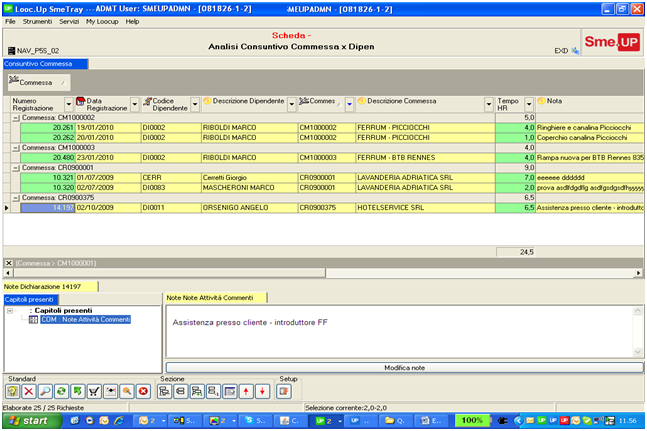 Looc.Up SmeTray --- ADMT User: SMEUPADMN - [081826-1-2]
MEUPADMN - [081826-1-2]
File Strumenti Servizi My Loocup Help
Scheda -
Analisi Consuntivo Commessa x Dipen
NAV_P5S_02
EXD
Sme.UP
Consuntivo Commessa
Commessa
Numero Registrazione Data Registrazione Codice Dipendente Descrizione Dipendente Commes Descrizione Commessa Tempo HR Nota
Commessa: CM1000002 5,0
20.261 19/01/2010 DI0002 RIBOLDI MARCO CM1000002 FERRUM - PICCIOCCHI 4,0 Ringhiere e canalina Picciocchi
20.262 20/01/2010 DI0002 RIBOLDI MARCO CM1000002 FERRUM - PICCIOCCHI 1,0 Coperchio canalina Picciocchi
Commessa: CM1000003 4,0
20.480 23/01/2010 DI0002 RIBOLDI MARCO CM1000003 FERRUM - BTB RENNES 4,0 Rampa nuova per BTB Rennes 835
Commessa: CR0900001 9,0
10.321 01/07/2009 CERR Cerretti Giorgio CR0900001 LAVANDERIA ADRIATICA SRL 7,0 eeeeee dddddd
10.320 02/07/2009 DI0083 MASCHERONI MARCO CR0900001 LAVANDERIA ADRIATICA SRL 2,0
Commessa: CR0900375 6,5
14.197 02/10/2009 DI0011 ORSENIGO ANGELO CR0900375 HOTELSERVICE SRL 6,5 Assistenza presso cliente - introdutto
24,5
(Commessa > CM1000001)
Note Dichiarazione 14197
Capitoli presenti
Note Note Attività Commenti
: Capitoli presenti
COM : Note Attività Commenti
Assistenza presso cliente - introduttore FF
Modifica note
Standard Sezione Setup
Elaborate 25 / 25 Richieste
Selezione corrente:2,0-2,0
start 2 S S C. 2 UP Q. E 100% 11.56